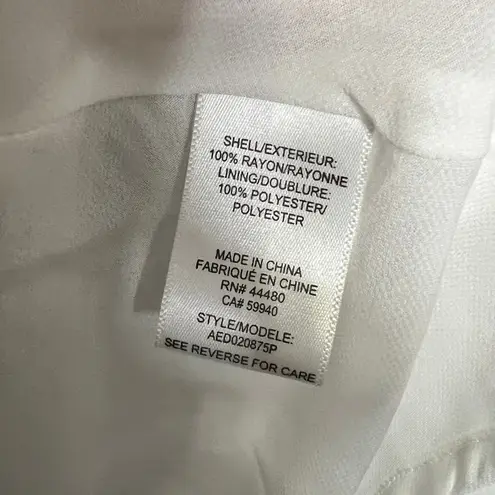 SHELL/EXTERIEUR:
100% RAYON/RAYONNE
LINING/DOUBLURE:
100% POLYESTER/
POLYESTER
MADE IN CHINA
FABRIQUÉ EN CHINE
RN# 44480
CA# 59940
STYLE/MODELE:
AED020875P
SEE REVERSE FOR CARE